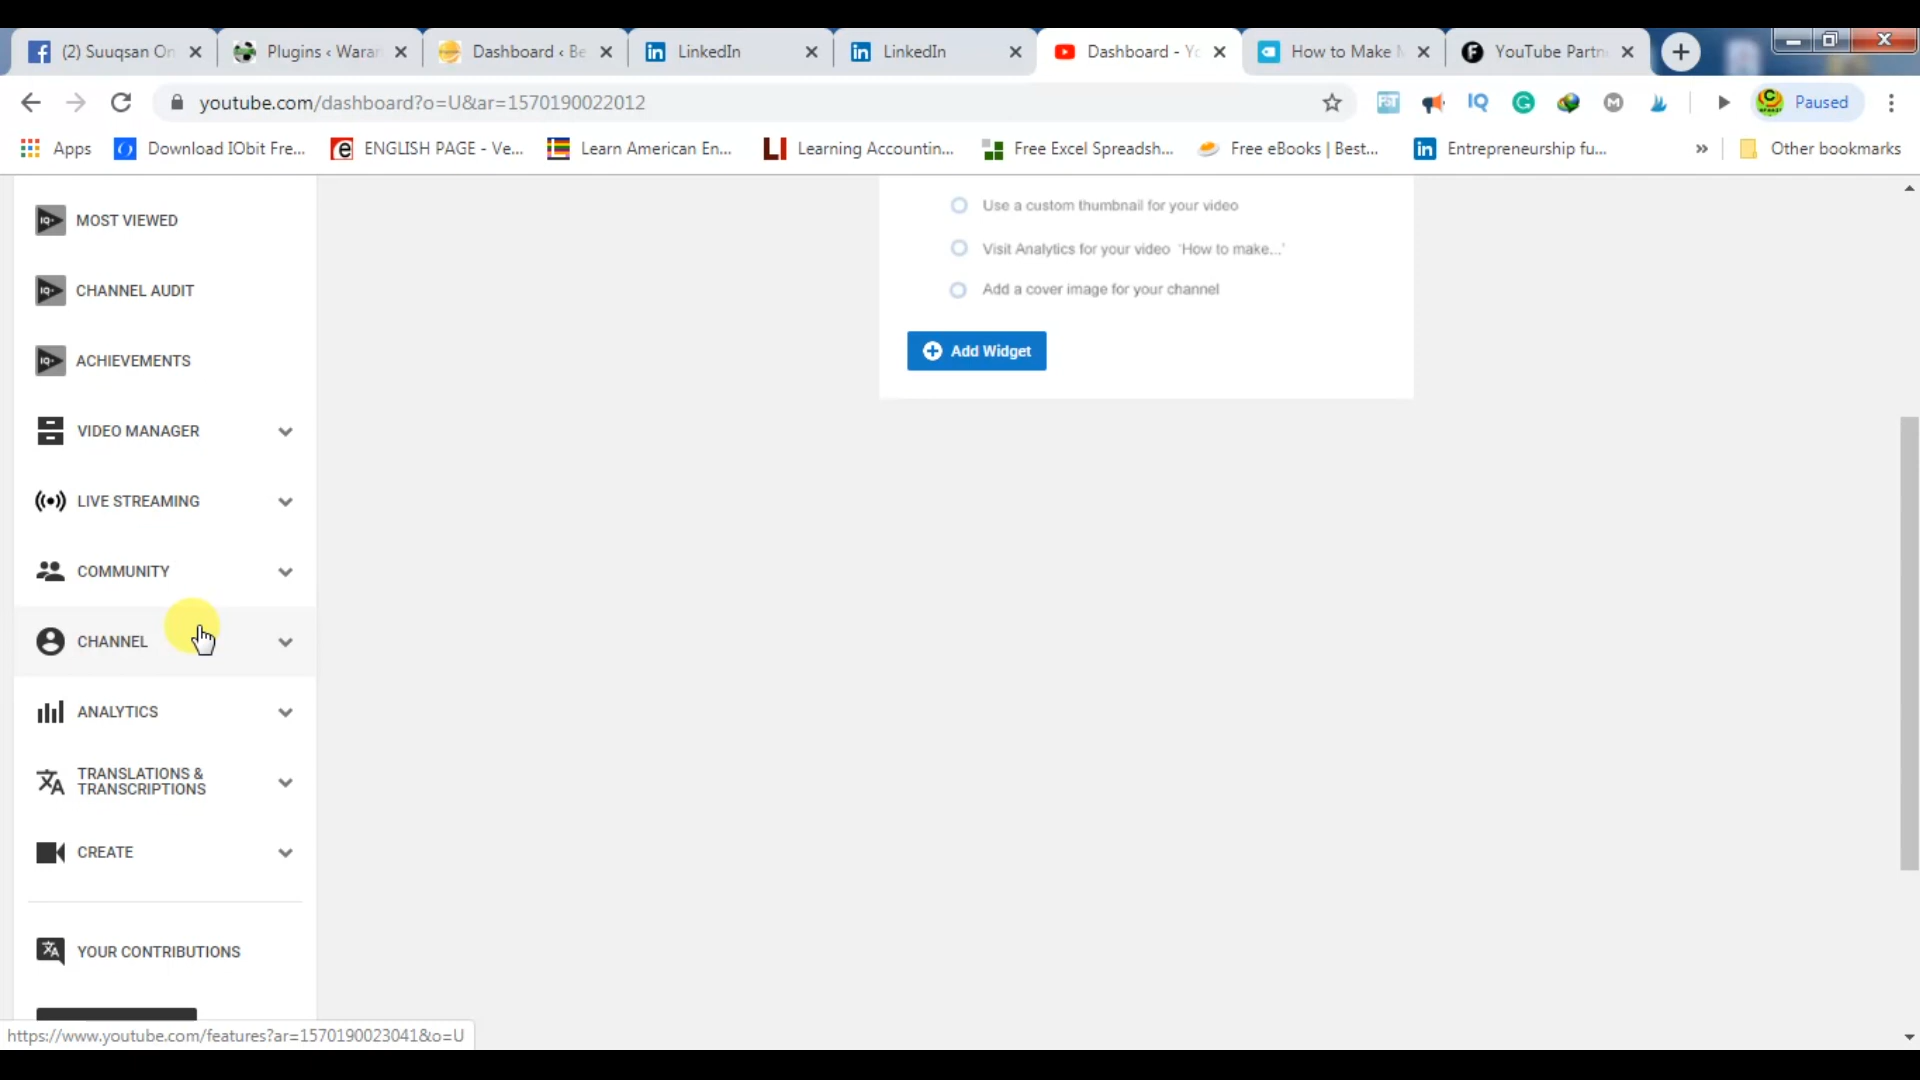 (2) Suuqsan On
Plugins ‹ Waran
Dashboard ‹ Be
LinkedIn
LinkedIn
Dashboard - Yo
How to Make M
YouTube Partn
youtube.com/dashboard?o=U&ar=1570190022012
IQ
Paused
Apps
Download IObit Fre...
ENGLISH PAGE - Ve...
Learn American En...
Learning Accountin...
Free Excel Spreadsh...
Free eBooks | Best...
Entrepreneurship fu...
»
Other bookmarks
MOST VIEWED
CHANNEL AUDIT
ACHIEVEMENTS
VIDEO MANAGER
LIVE STREAMING
COMMUNITY
CHANNEL
ANALYTICS
TRANSLATIONS &
TRANSCRIPTIONS
CREATE
YOUR CONTRIBUTIONS
Use a custom thumbnail for your video
Visit Analytics for your video 'How to make...'
Add a cover image for your channel
Add Widget
https://www.youtube.com/features?ar=1570190023041&o=U